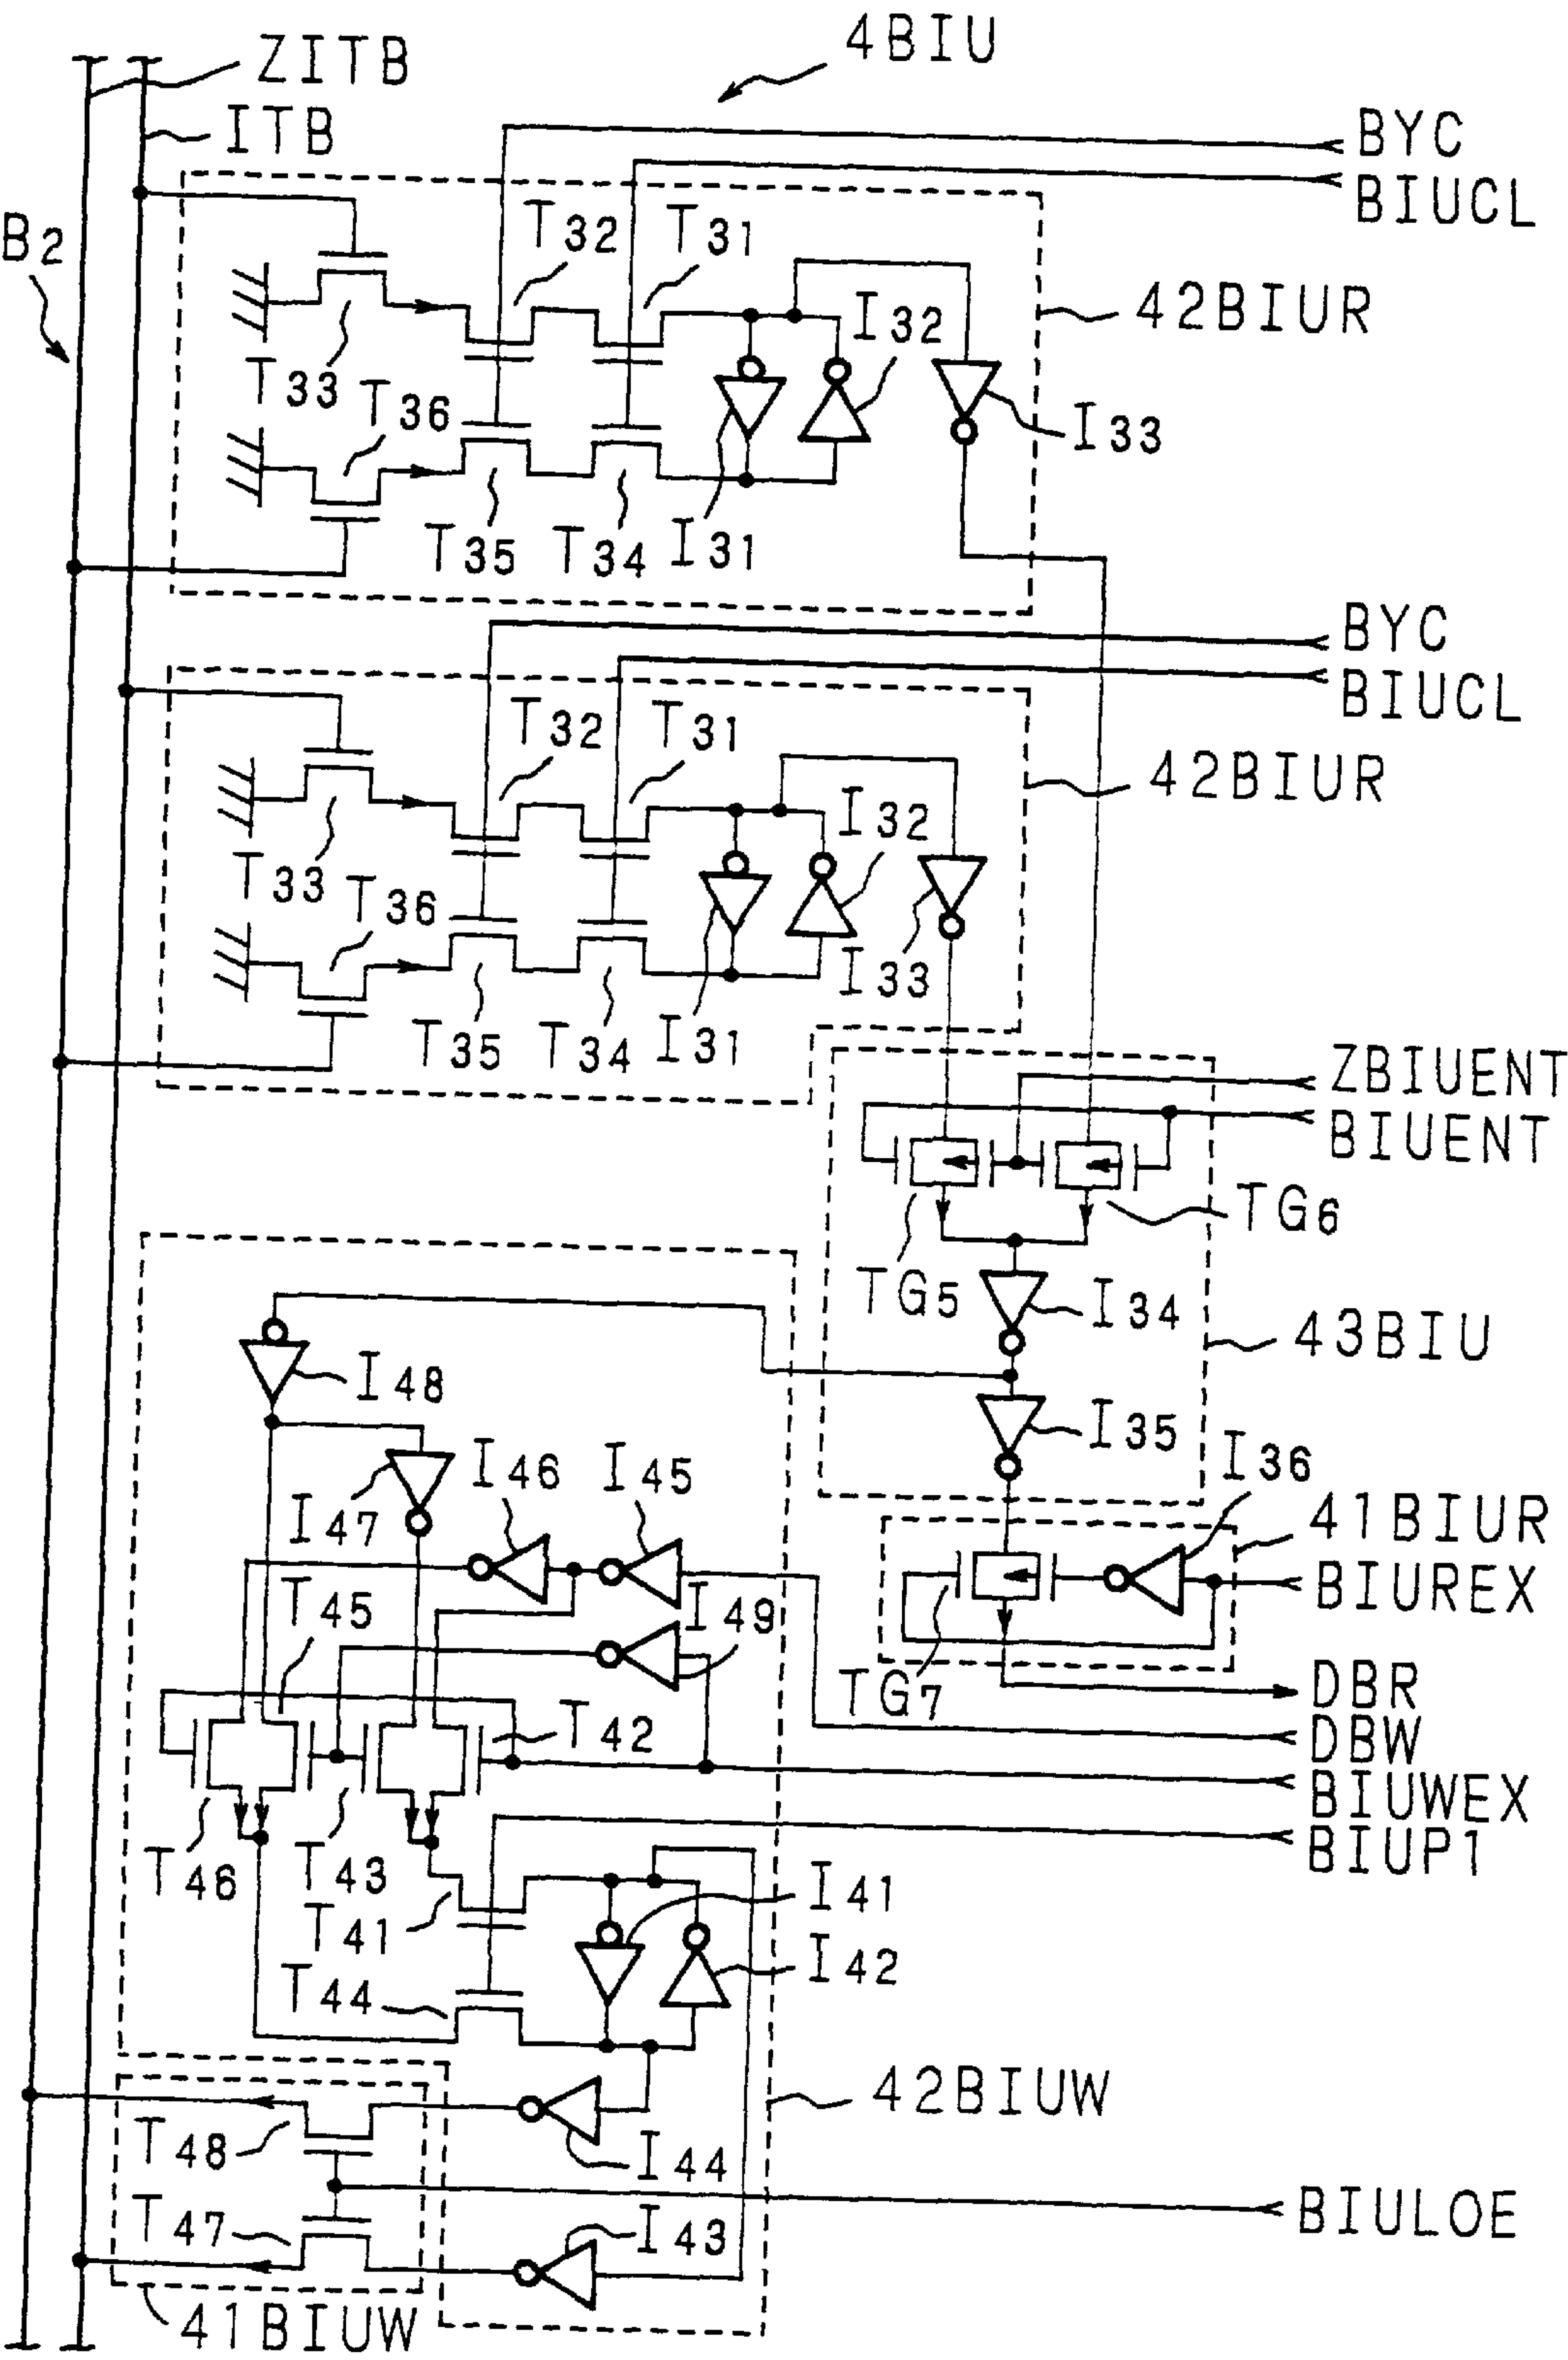 4BIU
ZITB
ITB
BYC
BIUCL
B2
T32
T31
42BIUR
I32
T33
T36
I33
T35
T34
I31
BYC
BIUCL
T32
T31
42BIUR
I32
T33
T36
I33
T35
T34
I31
ZBIUENT
BIUENT
TG6
TG5
I34
43BIU
I48
I35
I36
I46
I45
I47
41BIUR
BIUREX
T45
I49
TG7
DBR
T42
DBW
BIUWEX
BIUP1
T46
T43
T41
I41
I42
T44
42BIUW
T48
I44
BIULOE
T47
I43
41BIUW